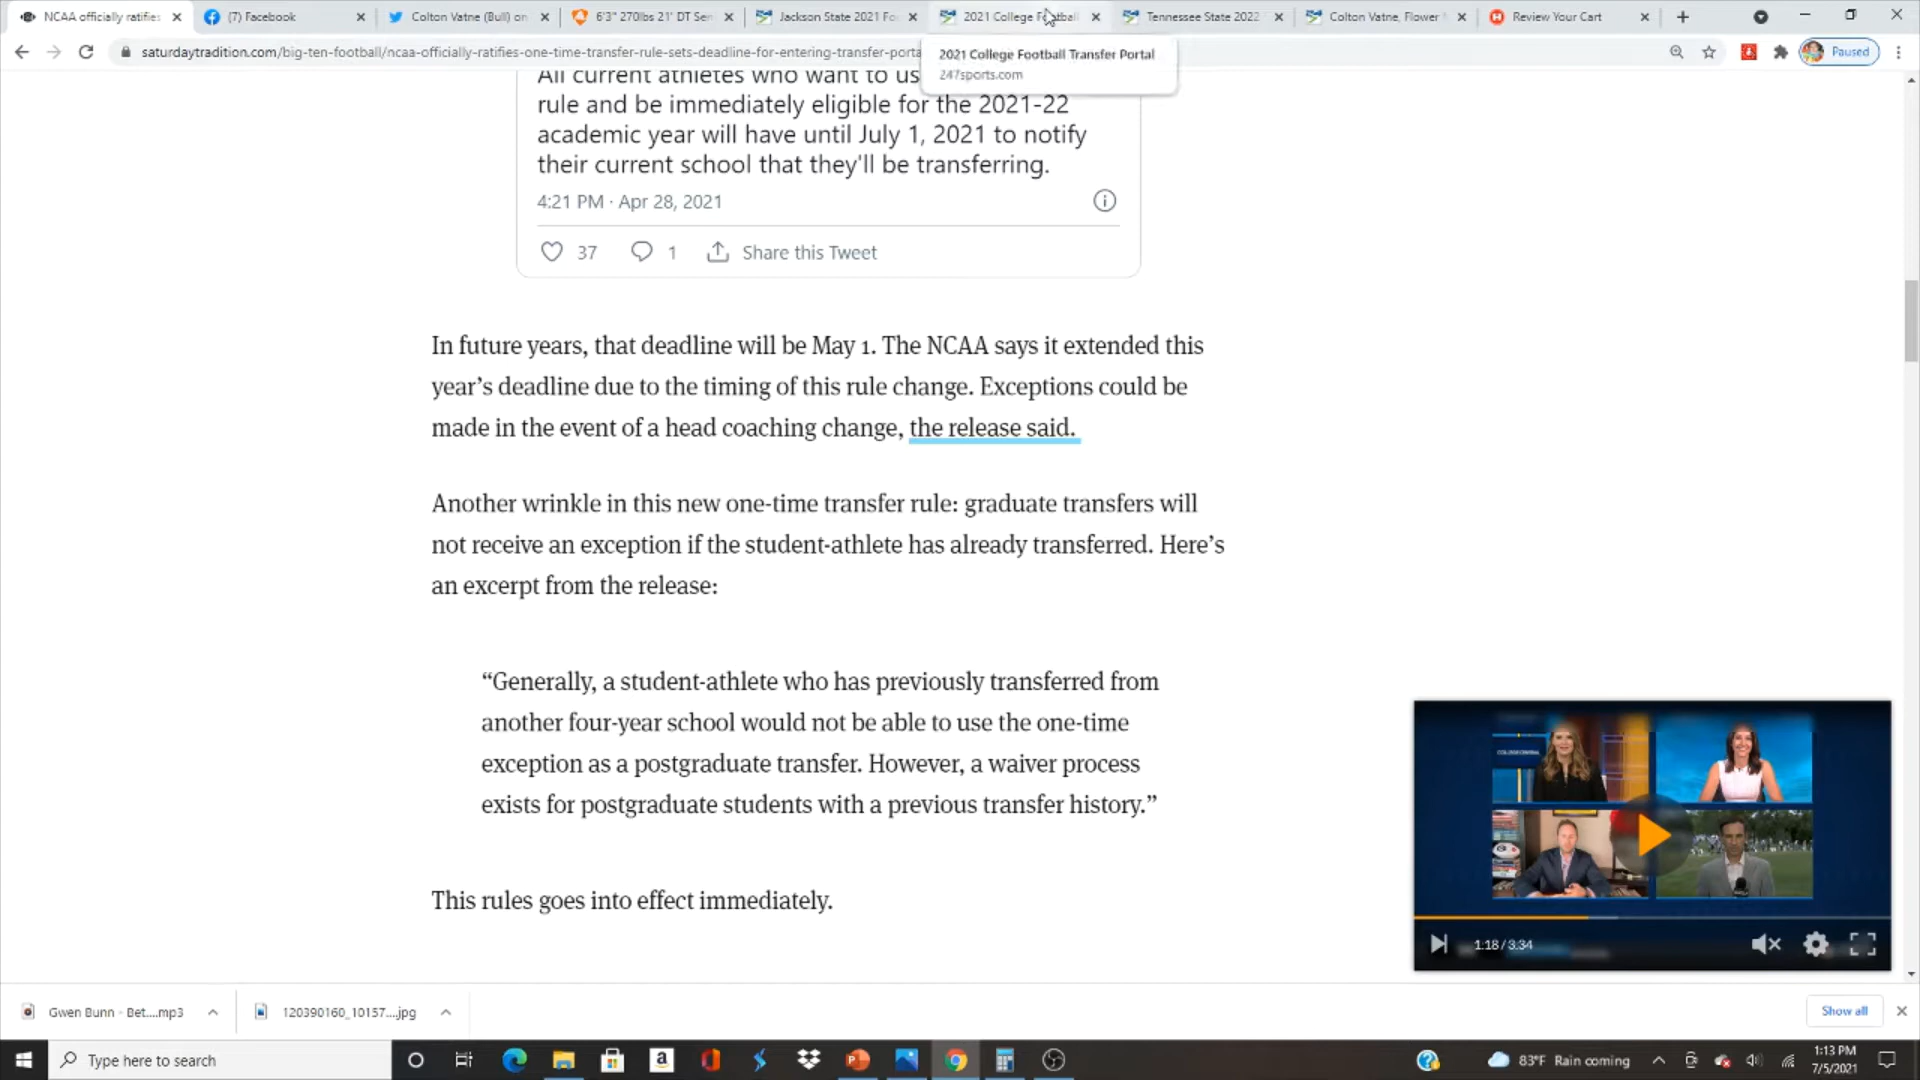 NCAA officially ratifies
(7) Facebook
Colton Vatne (Bull) on
6'3" 270lbs 21' DT Sen
Jackson State 2021 Fo
2021 College Football
Tennessee State 2022
Colton Vatne, Flower
Review Your Cart
saturdaytradition.com/big-ten-football/ncaa-officially-ratifies-one-time-transfer-rule-sets-deadline-for-entering-transfer-porta
Paused
2021 College Football Transfer Portal
247sports.com
All current athletes who want to us
rule and be immediately eligible for the 2021-22
academic year will have until July 1, 2021 to notify
their current school that they'll be transferring.
4:21 PM · Apr 28, 2021
37 1 Share this Tweet
In future years, that deadline will be May 1. The NCAA says it extended this
year's deadline due to the timing of this rule change. Exceptions could be
made in the event of a head coaching change, the release said.
Another wrinkle in this new one-time transfer rule: graduate transfers will
not receive an exception if the student-athlete has already transferred. Here's
an excerpt from the release:
“Generally, a student-athlete who has previously transferred from
another four-year school would not be able to use the one-time
exception as a postgraduate transfer. However, a waiver process
exists for postgraduate students with a previous transfer history.”
This rules goes into effect immediately.
1:18 / 3:34
Gwen Bunn - Bet....mp3
120390160_10157....jpg
Show all
Type here to search
83°F Rain coming
1:13 PM
7/5/2021